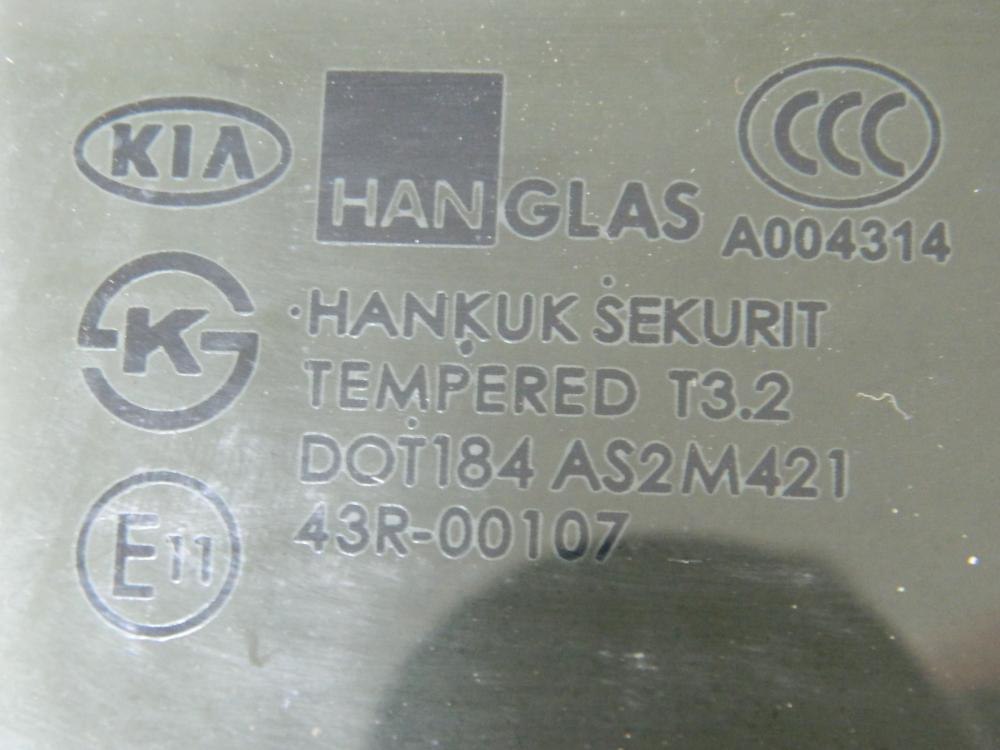 KIA
HANGLAS
CCC
A004314
K
HANKUK SEKURIT
TEMPERED T3.2
DOT184 AS2M421
E11
43R-00107